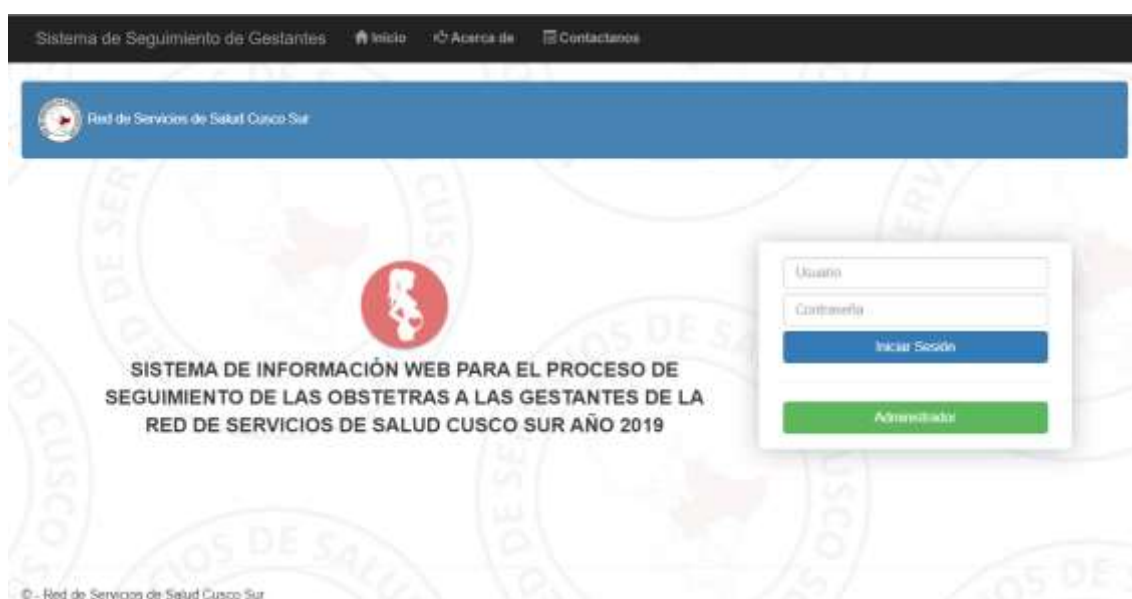 Sistema de Seguimiento de Gestantes Inicio Acerca de Contactanos
Red de Servicios de Salud Cusco Sur
Usuario
Contraseña
Iniciar Sesión
Administrador
SISTEMA DE INFORMACIÓN WEB PARA EL PROCESO DE
SEGUIMIENTO DE LAS OBSTETRAS A LAS GESTANTES DE LA
RED DE SERVICIOS DE SALUD CUSCO SUR AÑO 2019
© - Red de Servicios de Salud Cusco Sur